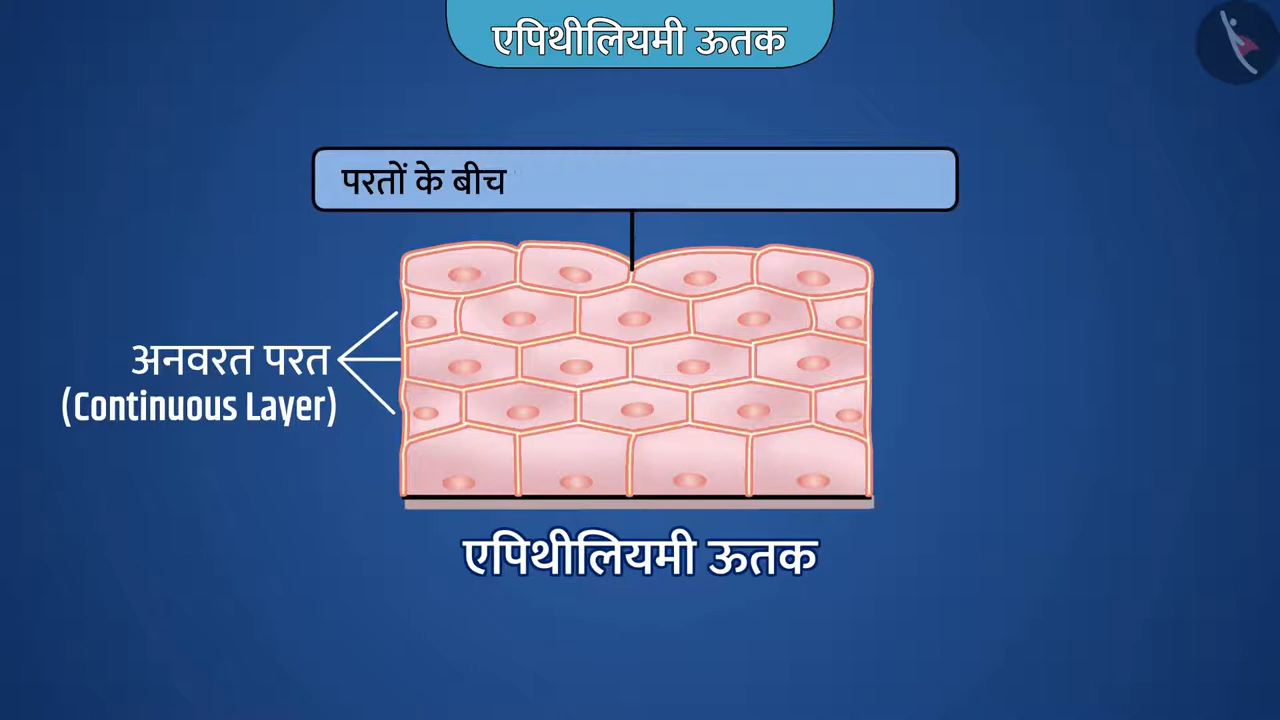 एपिथीलियमी ऊतक
परतों के बीच
अनवरत परत
(Continuous Layer)
एपिथीलियमी ऊतक